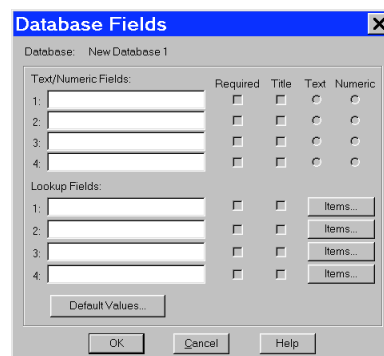 Database Fields
Database: New Database 1
Text/Numeric Fields: Required Title Text Numeric
1:
2:
3:
4:
Lookup Fields:
1: Items...
2: Items...
3: Items...
4: Items...
Default Values...
OK Cancel Help